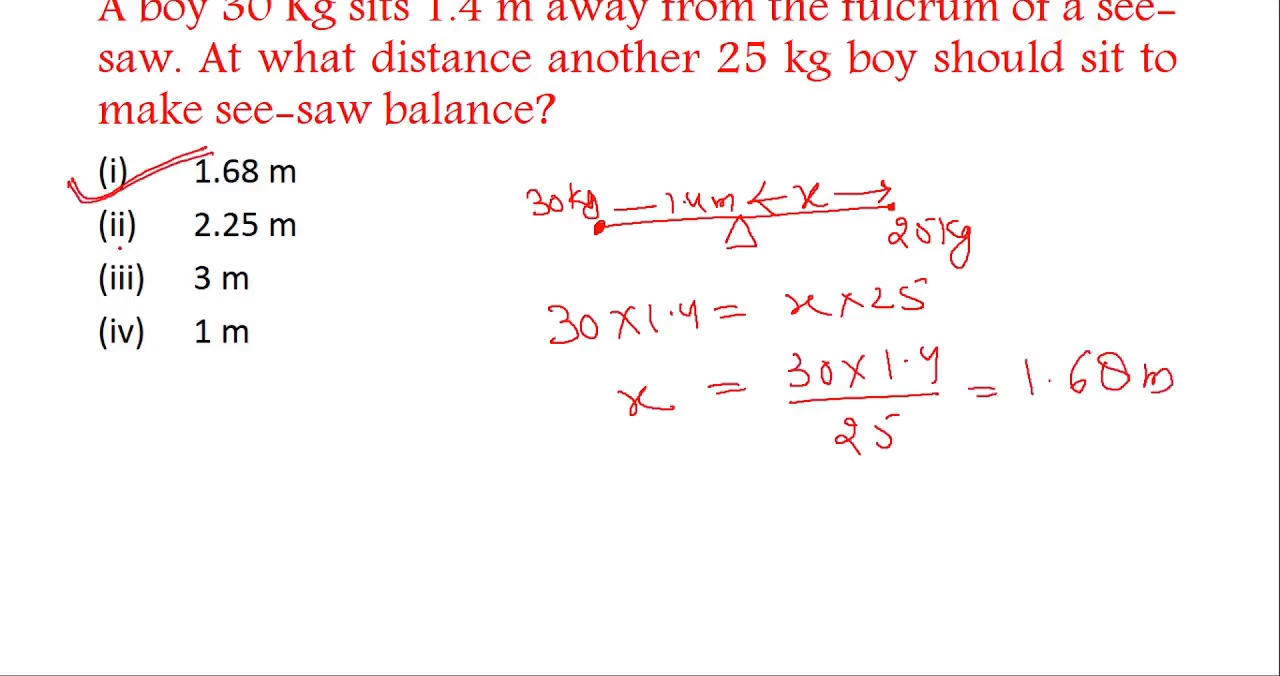 A boy 30 Kg sits 1.4 m away from the fulcrum of a see-
saw. At what distance another 25 kg boy should sit to
make see-saw balance?
(i) 1.68 m
(ii) 2.25 m
(iii) 3 m
(iv) 1 m
30kg 1.4m x
25kg
30×1.4 = x×25
x = 30×1.4 = 1.68 m
25